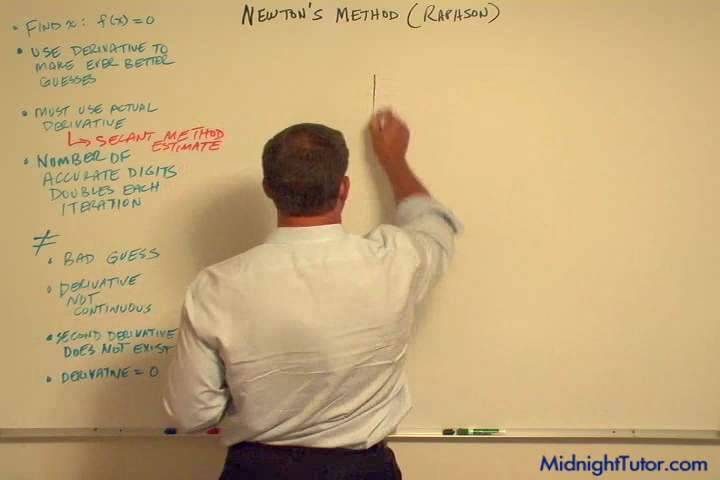 NEWTON'S METHOD (RAPHSON)
• FIND x: f(x) = 0
• USE DERIVATIVE TO
MAKE EVER BETTER
GUESSES
• MUST USE ACTUAL
DERIVATIVE
↳ SECANT METHOD
ESTIMATE
• NUMBER OF
ACCURATE DIGITS
DOUBLES EACH
ITERATION
≠
• BAD GUESS
• DERIVATIVE
NOT
CONTINUOUS
• SECOND DERIVATIVE
DOES NOT EXIST
• DERIVATIVE = 0
MidnightTutor.com